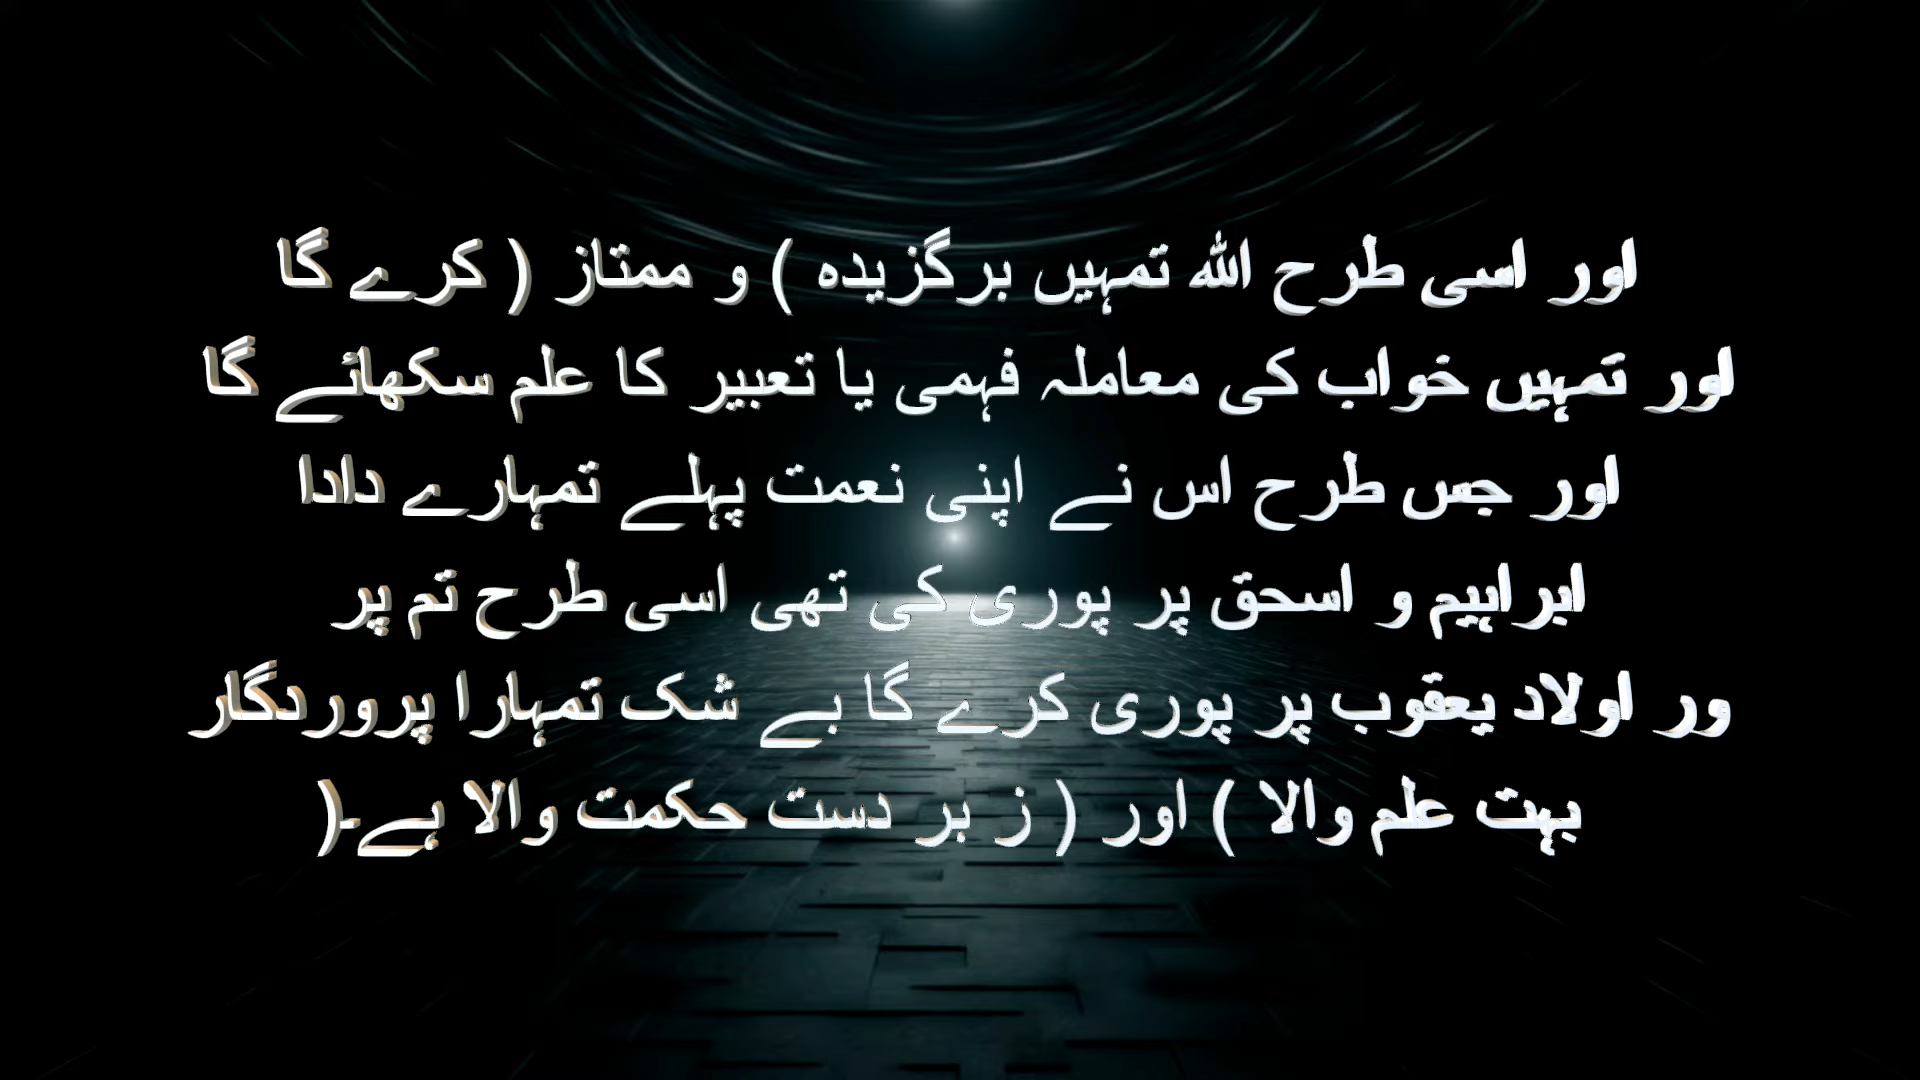 اور اسی طرح اللہ تمہیں برگزیدہ ) و ممتاز ( کرے گا
اور تمہیں خواب کی معاملہ فہمی یا تعبیر کا علم سکھائے گا
اور جس طرح اس نے اپنی نعمت پہلے تمہارے دادا
ابراہیم و اسحق پر پوری کی تھی اسی طرح تم پر
ور اولاد یعقوب پر پوری کرے گا بے شک تمہارا پروردگار
بہت علم والا ) اور ( ز بر دست حکمت والا ہے۔(